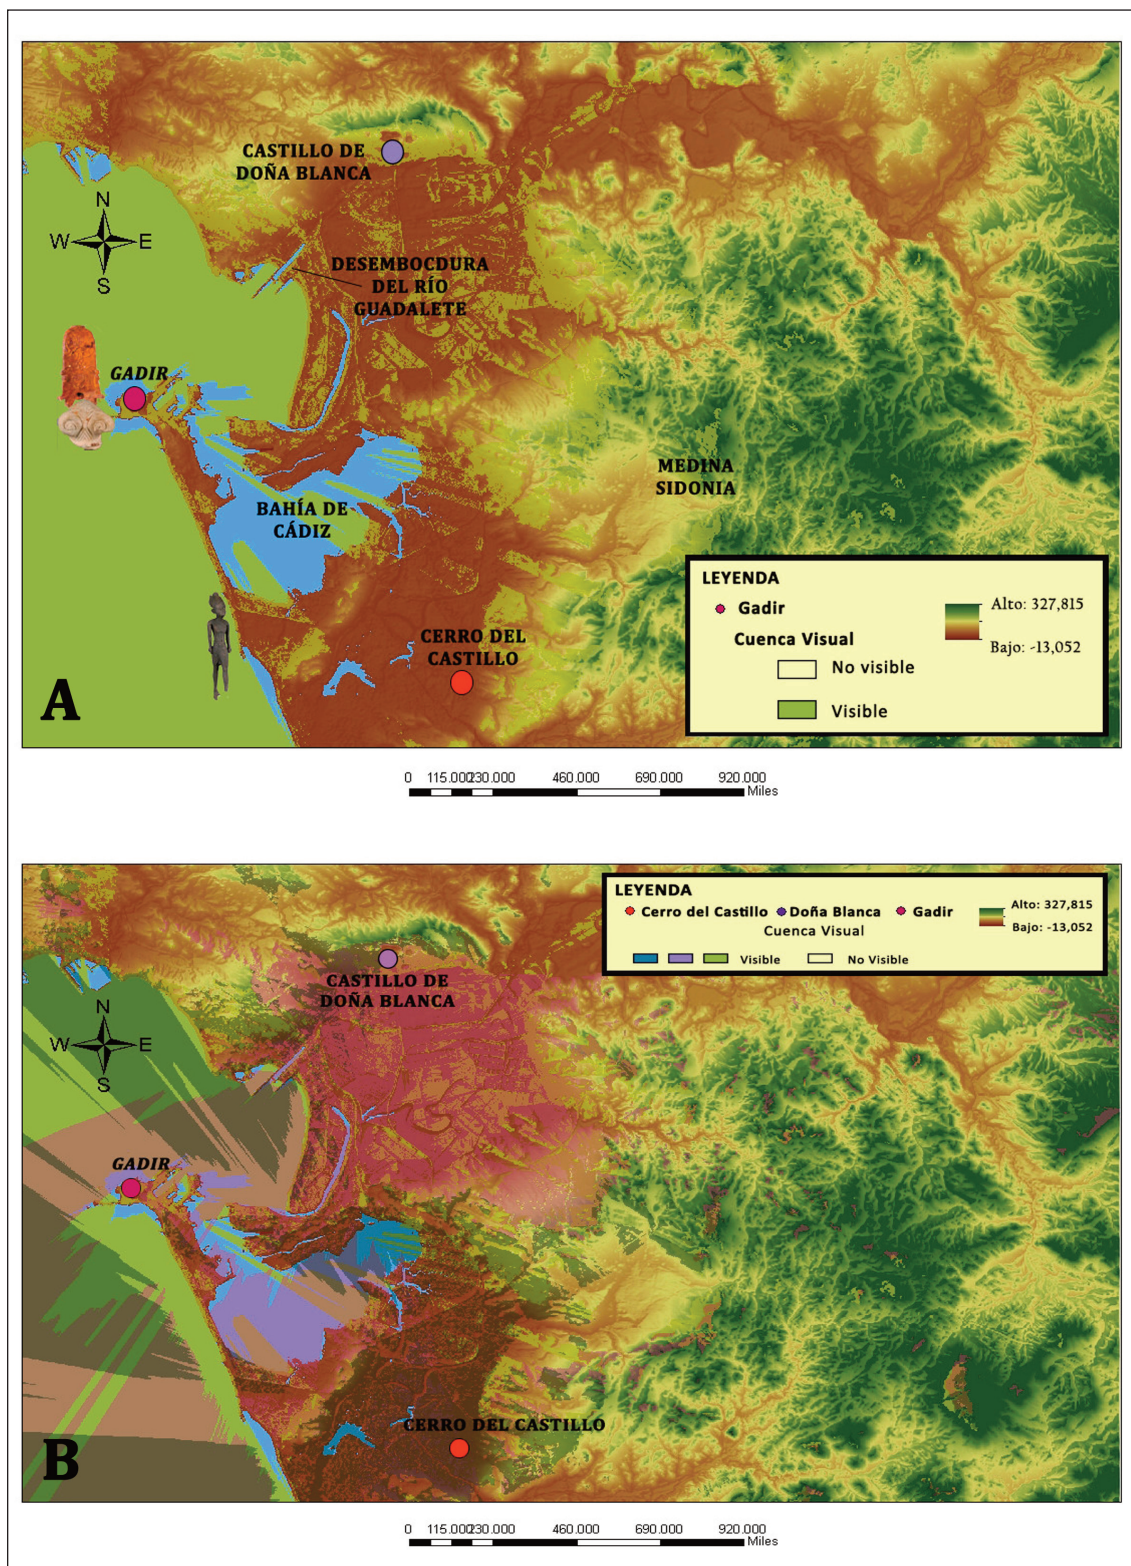 CASTILLO DE
DOÑA BLANCA
N
W E
S
DESEMBOCDURA
DEL RÍO
GUADALETE
GADIR
MEDINA
SIDONIA
BAHÍA DE
CÁDIZ
CERRO DEL
CASTILLO
A
LEYENDA
Gadir
Cuenca Visual
No visible
Visible
Alto: 327,815
Bajo: -13,052
0 115.000 230.000 460.000 690.000 920.000
Miles
LEYENDA
Cerro del Castillo Doña Blanca Gadir
Cuenca Visual
Visible No Visible
Alto: 327,815
Bajo: -13,052
CASTILLO DE
DOÑA BLANCA
N
W E
S
GADIR
CERRO DEL CASTILLO
B
0 115.000 230.000 460.000 690.000 920.000
Miles